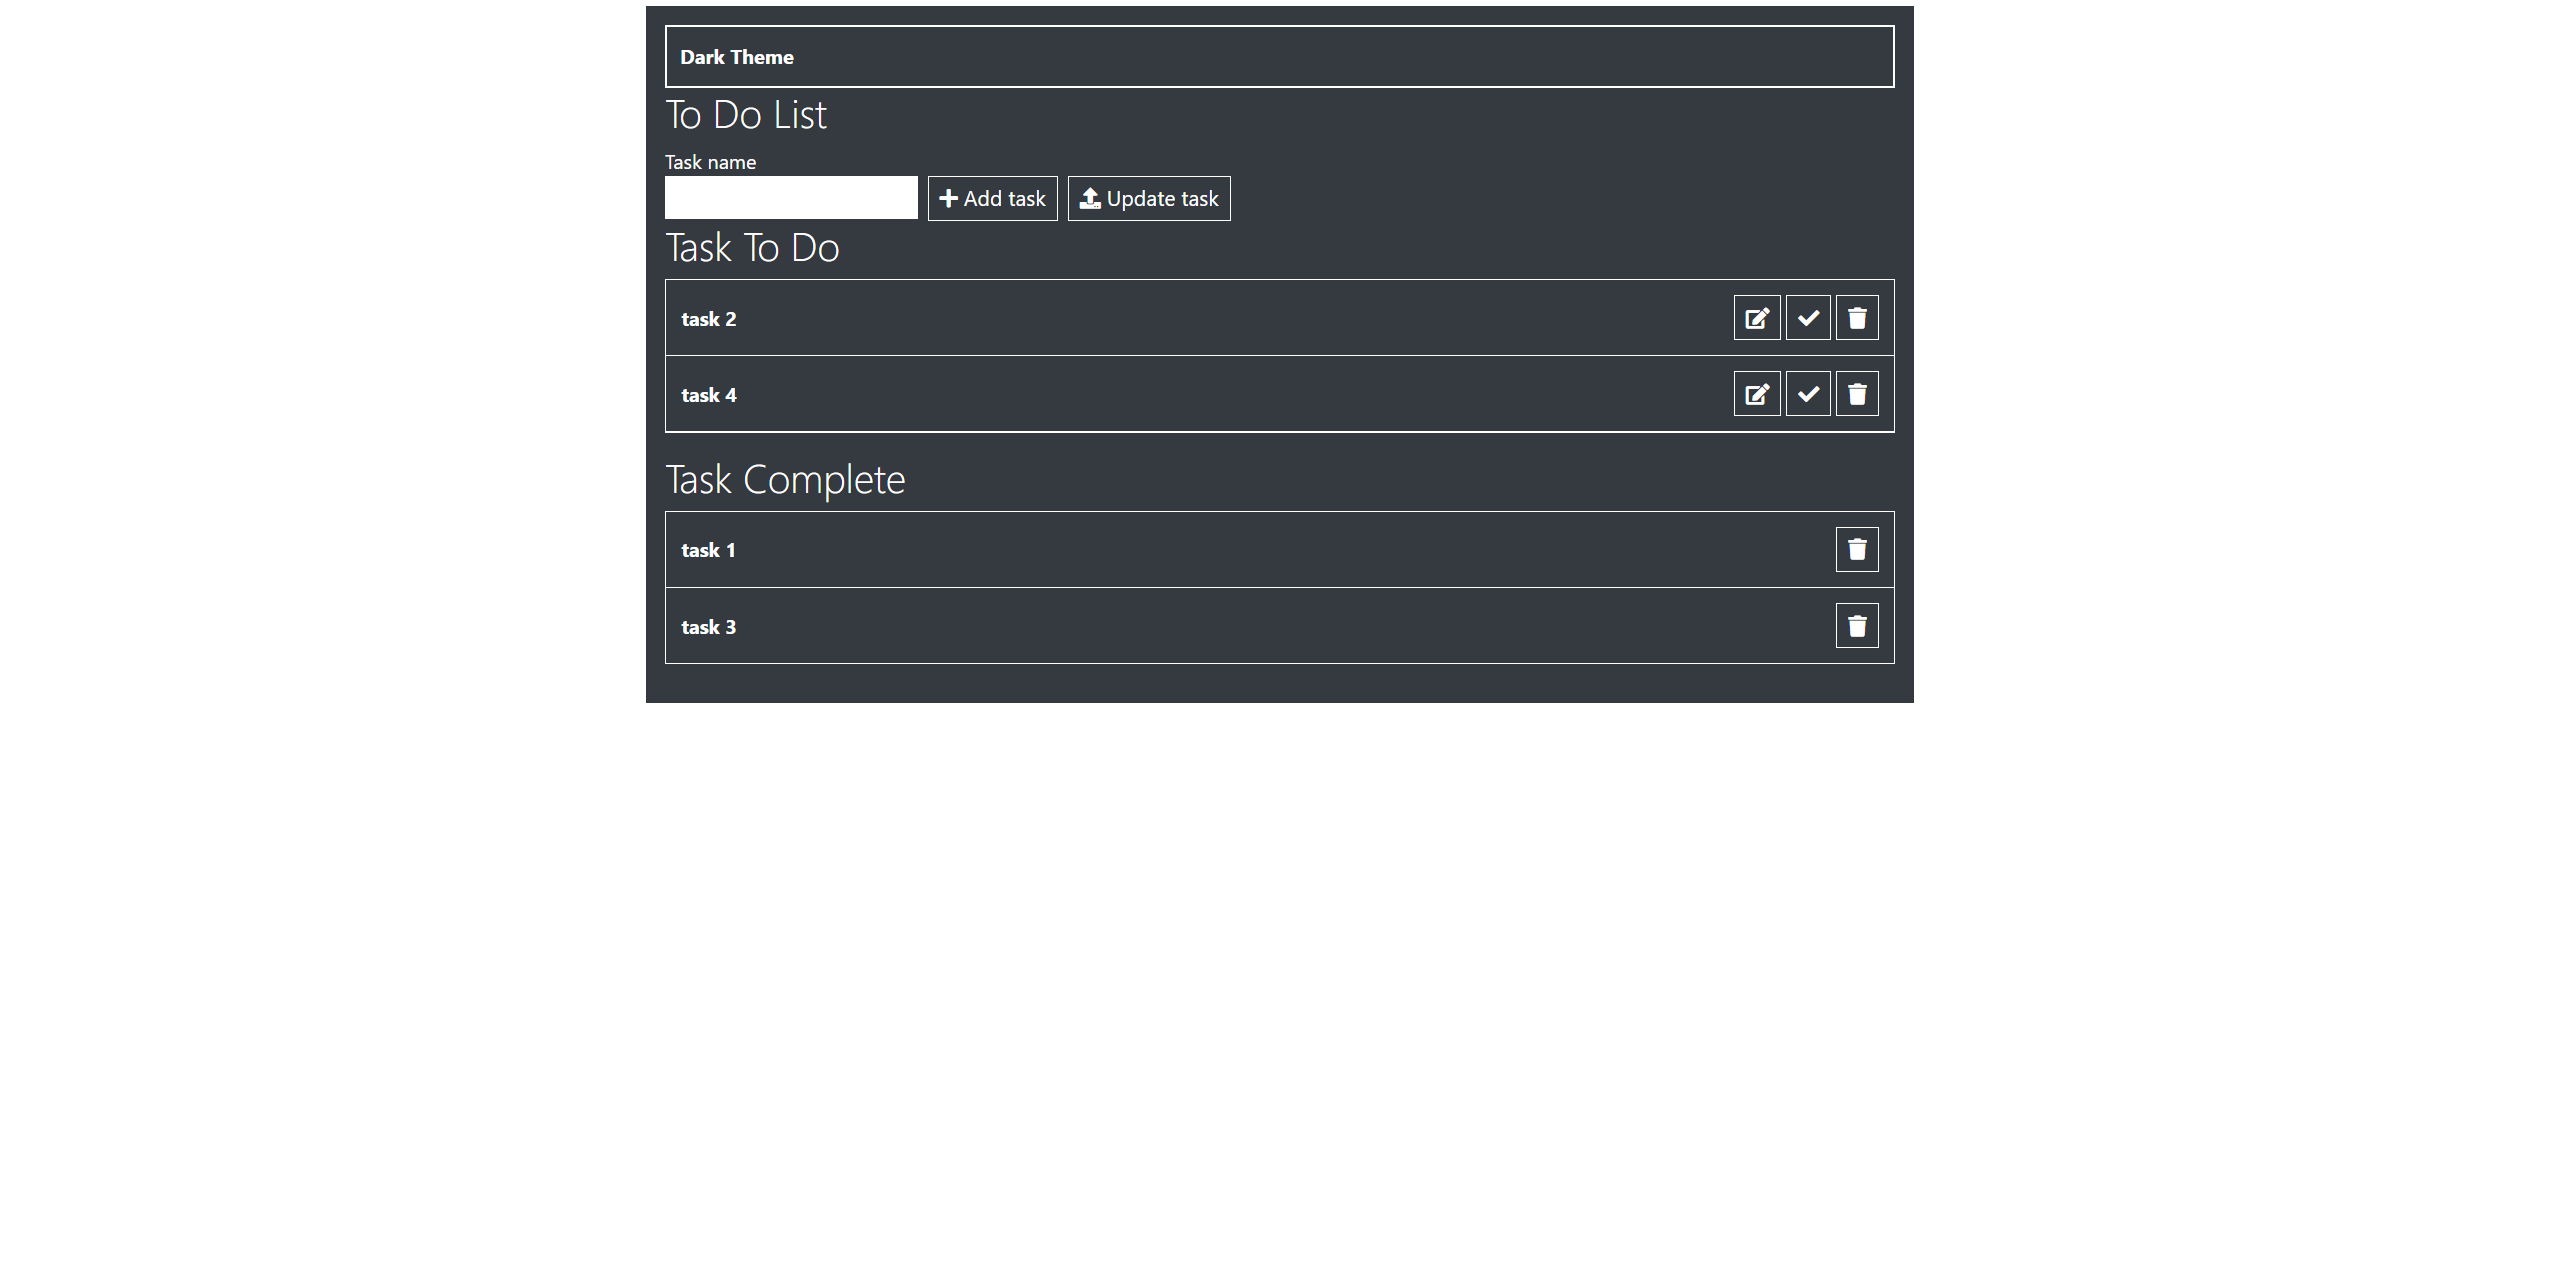 Dark Theme
To Do List
Task name
Add task Update task
Task To Do
task 2
task 4
Task Complete
task 1
task 3